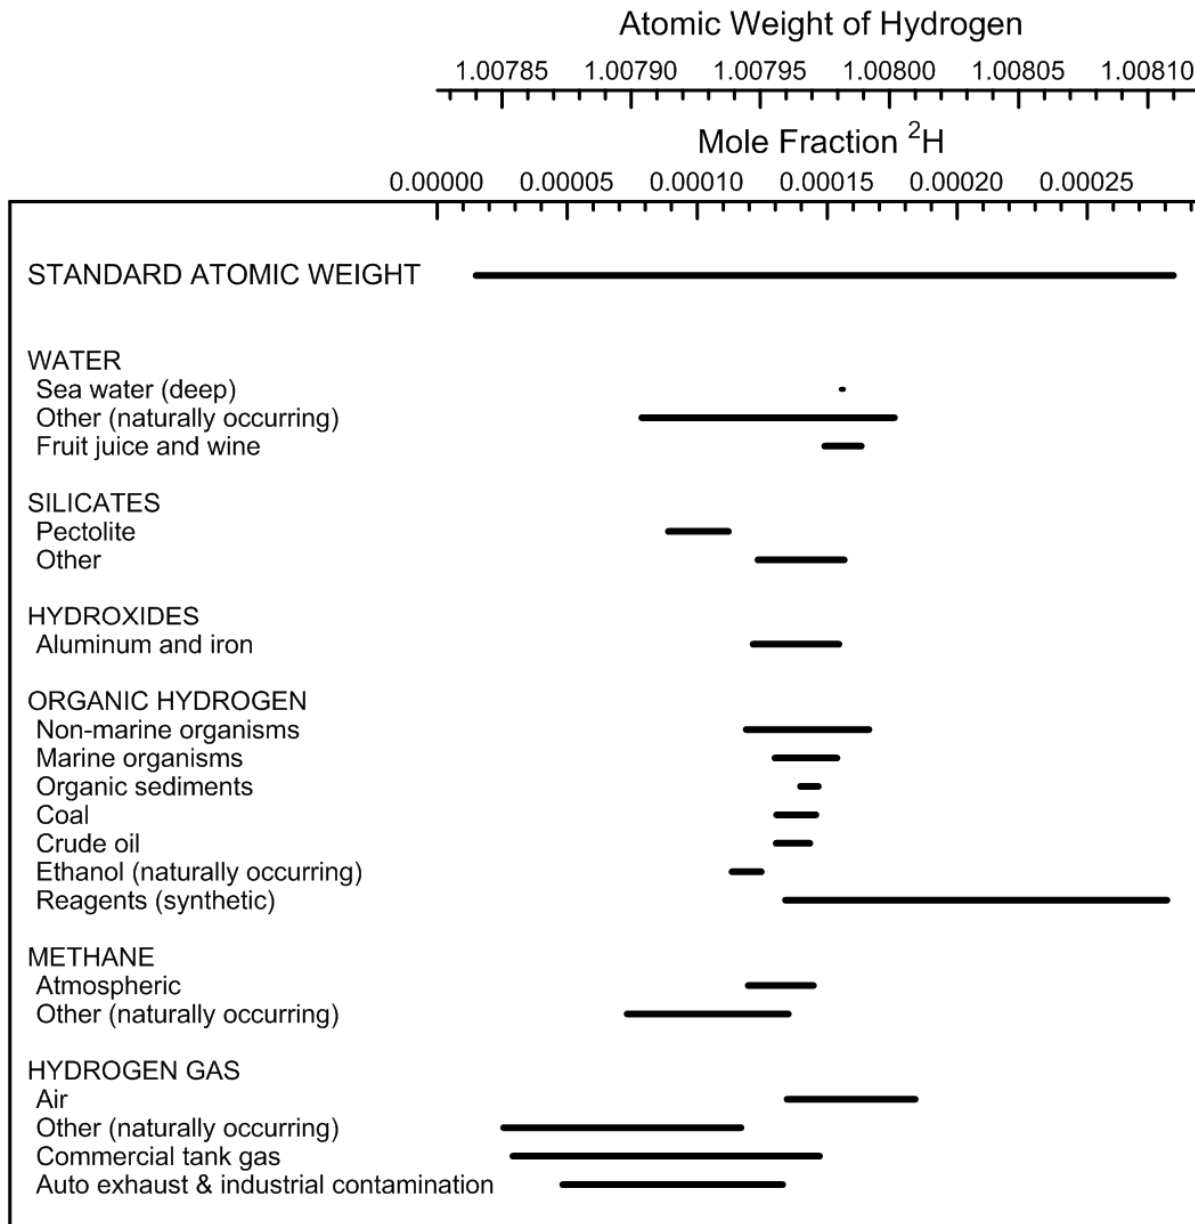 Atomic Weight of Hydrogen
1.00785 1.00790 1.00795 1.00800 1.00805 1.00810
Mole Fraction ²H
0.00000 0.00005 0.00010 0.00015 0.00020 0.00025
STANDARD ATOMIC WEIGHT
WATER
Sea water (deep)
Other (naturally occurring)
Fruit juice and wine
SILICATES
Pectolite
Other
HYDROXIDES
Aluminum and iron
ORGANIC HYDROGEN
Non-marine organisms
Marine organisms
Organic sediments
Coal
Crude oil
Ethanol (naturally occurring)
Reagents (synthetic)
METHANE
Atmospheric
Other (naturally occurring)
HYDROGEN GAS
Air
Other (naturally occurring)
Commercial tank gas
Auto exhaust & industrial contamination